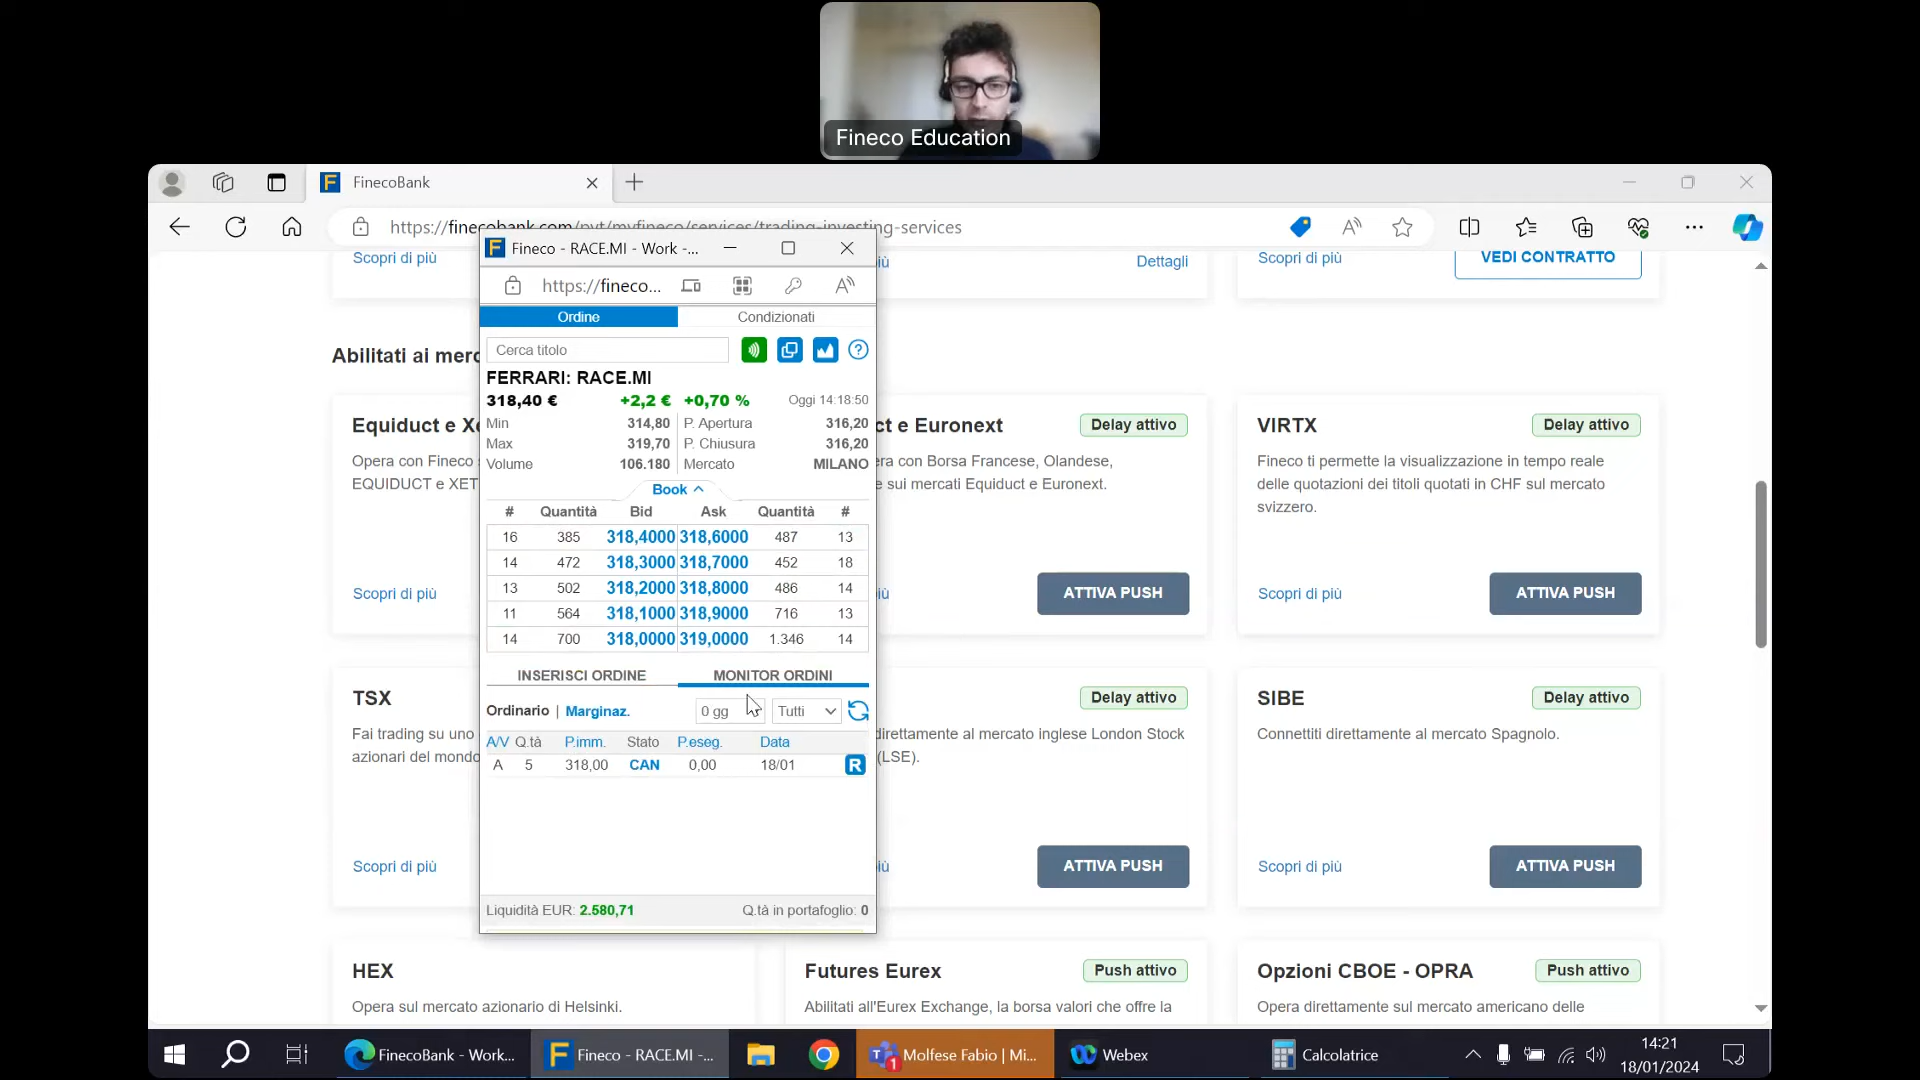 Fineco Education
FinecoBank
https://finecobank.com/pvt/myfineco/services/trading-investing-services
Fineco - RACE.MI - Work -...
https://fineco...
Scopri di più
Dettagli
Scopri di più
VEDI CONTRATTO
Ordine
Condizionati
Cerca titolo
FERRARI: RACE.MI
318,40 € +2,2 € +0,70 % Oggi 14:18:50
Min 314,80 P. Apertura 316,20
Max 319,70 P. Chiusura 316,20
Volume 106.180 Mercato MILANO
Book
# Quantità Bid Ask Quantità #
16 385 318,4000 318,6000 487 13
14 472 318,3000 318,7000 452 18
13 502 318,2000 318,8000 486 14
11 564 318,1000 318,9000 716 13
14 700 318,0000 319,0000 1.346 14
INSERISCI ORDINE MONITOR ORDINI
Ordinario | Marginaz. 0 gg Tutti
A/V Q.tà P.imm. Stato P.eseg. Data
A 5 318,00 CAN 0,00 18/01 R
Liquidità EUR: 2.580,71 Q.tà in portafoglio: 0
Abilitati ai merc
Equiduct e Xe
Opera con Fineco s
EQUIDUCT e XET
Scopri di più
ct e Euronext
Delay attivo
era con Borsa Francese, Olandese,
e sui mercati Equiduct e Euronext.
iù
ATTIVA PUSH
VIRTX
Delay attivo
Fineco ti permette la visualizzazione in tempo reale
delle quotazioni dei titoli quotati in CHF sul mercato
svizzero.
Scopri di più
ATTIVA PUSH
TSX
Fai trading su uno
azionari del mondo
Scopri di più
Delay attivo
direttamente al mercato inglese London Stock
(LSE).
iù
ATTIVA PUSH
SIBE
Delay attivo
Connettiti direttamente al mercato Spagnolo.
Scopri di più
ATTIVA PUSH
HEX
Opera sul mercato azionario di Helsinki.
Futures Eurex
Push attivo
Abilitati all'Eurex Exchange, la borsa valori che offre la
Opzioni CBOE - OPRA
Push attivo
Opera direttamente sul mercato americano delle
FinecoBank - Work...
Fineco - RACE.MI -...
1
Molfese Fabio | Mi...
Webex
Calcolatrice
14:21
18/01/2024